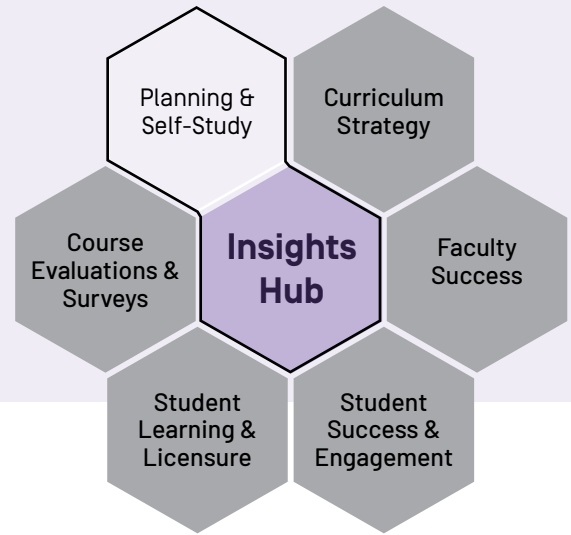 Planning &
Self-Study
Curriculum
Strategy
Course
Evaluations &
Surveys
Insights
Hub
Faculty
Success
Student
Learning &
Licensure
Student
Success &
Engagement